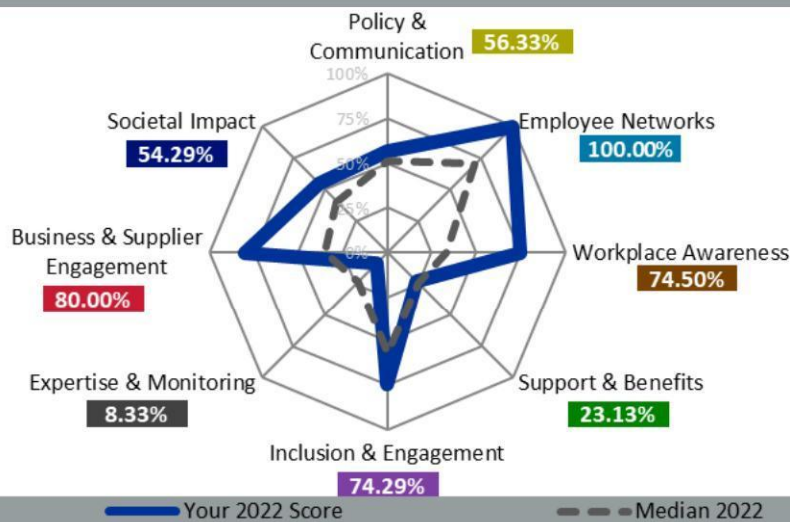 Policy &
Communication
56.33%
100%
Societal Impact
54.29%
75%
Employee Networks
100.00%
50%
25%
Business & Supplier
Engagement
80.00%
0%
Workplace Awareness
74.50%
Expertise & Monitoring
8.33%
Support & Benefits
23.13%
Inclusion & Engagement
74.29%
Your 2022 Score
Median 2022